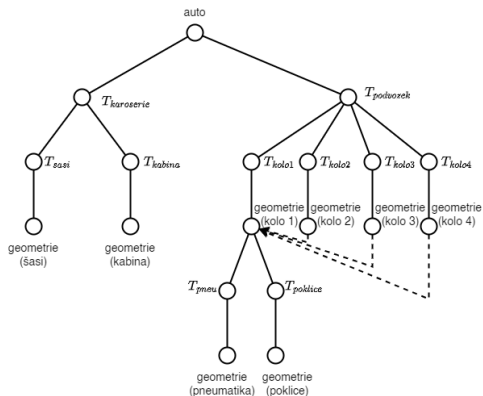 auto
T_karoserie
T_podvozek
T_sasi
T_kabina
T_kolo1
T_kolo2
T_kolo3
T_kolo4
geometrie
(šasi)
geometrie
(kabina)
geometrie
(kolo 1)
geometrie
(kolo 2)
geometrie
(kolo 3)
geometrie
(kolo 4)
T_pneu
T_poklice
geometrie
(pneumatika)
geometrie
(poklice)